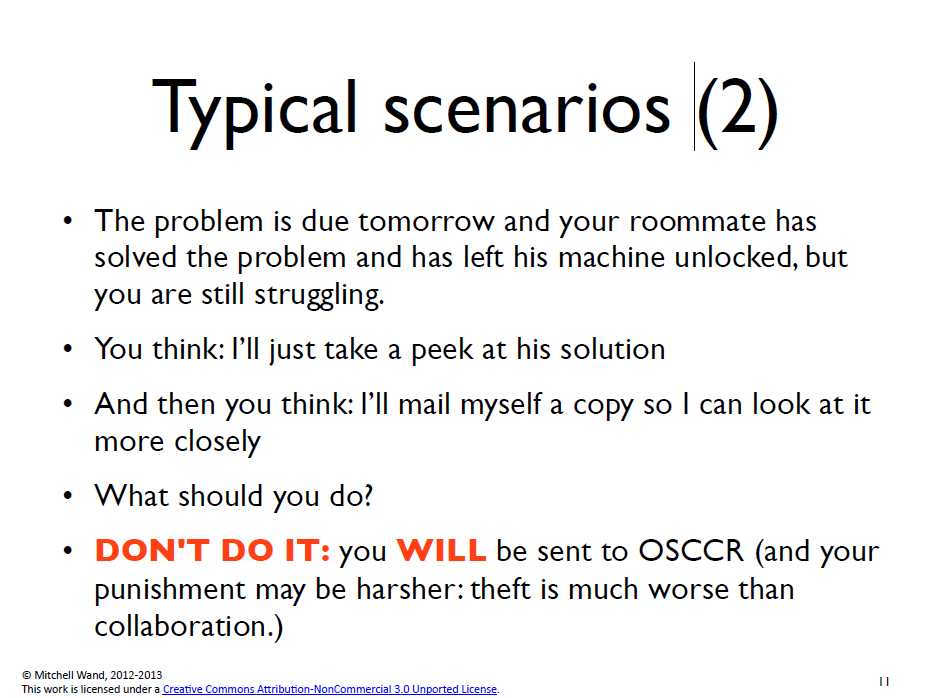 Typical scenarios (2)
• The problem is due tomorrow and your roommate has
solved the problem and has left his machine unlocked, but
you are still struggling.
• You think: I’ll just take a peek at his solution
• And then you think: I’ll mail myself a copy so I can look at it
more closely
• What should you do?
• DON'T DO IT: you WILL be sent to OSCCR (and your
punishment may be harsher: theft is much worse than
collaboration.)
© Mitchell Wand, 2012-2013
This work is licensed under a Creative Commons Attribution-NonCommercial 3.0 Unported License.
11